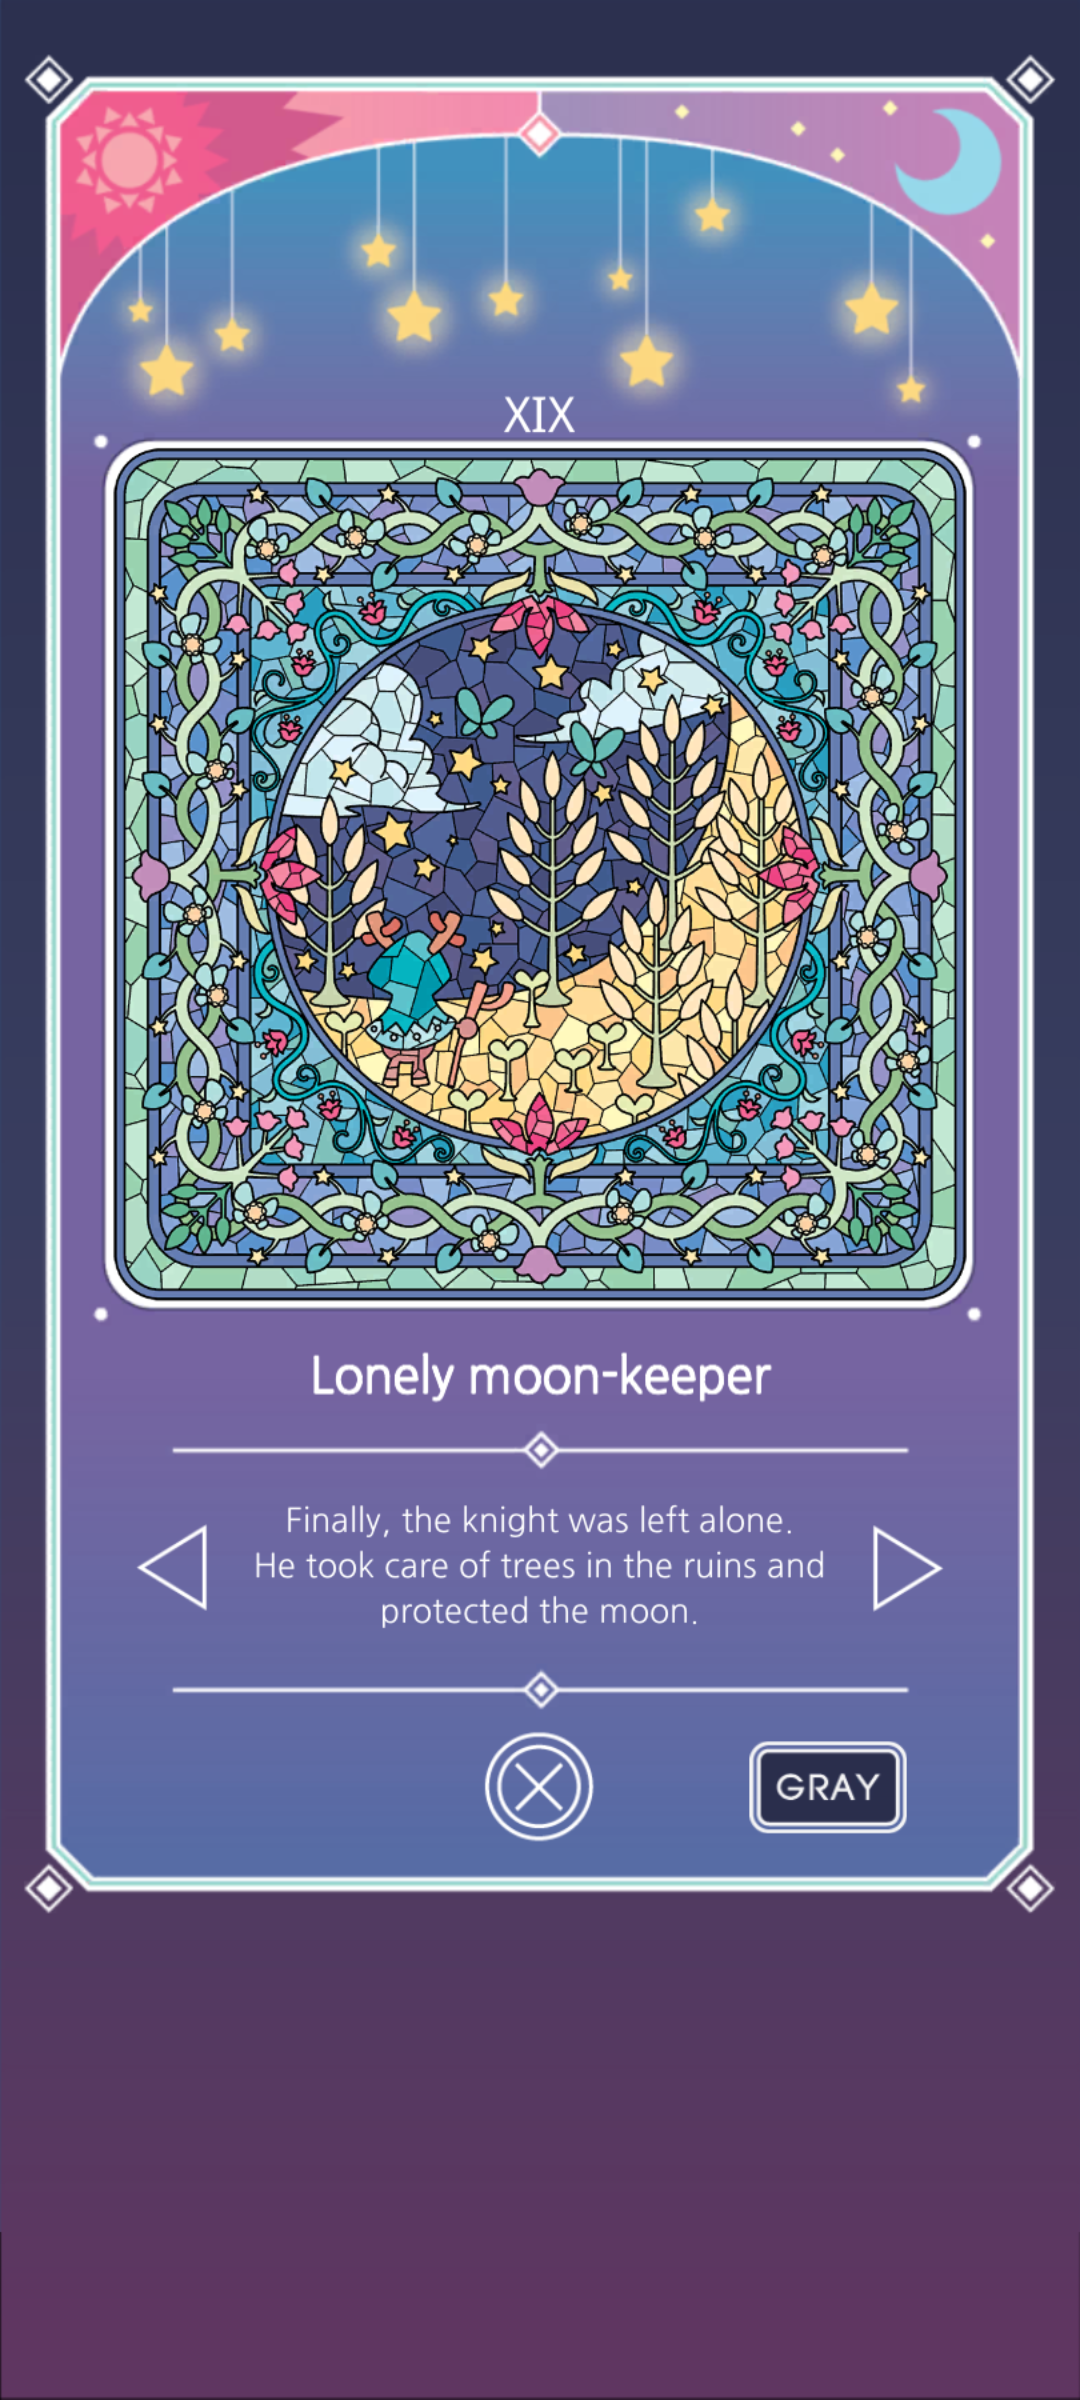 XIX
Lonely moon-keeper
Finally, the knight was left alone.
He took care of trees in the ruins and
protected the moon.
GRAY